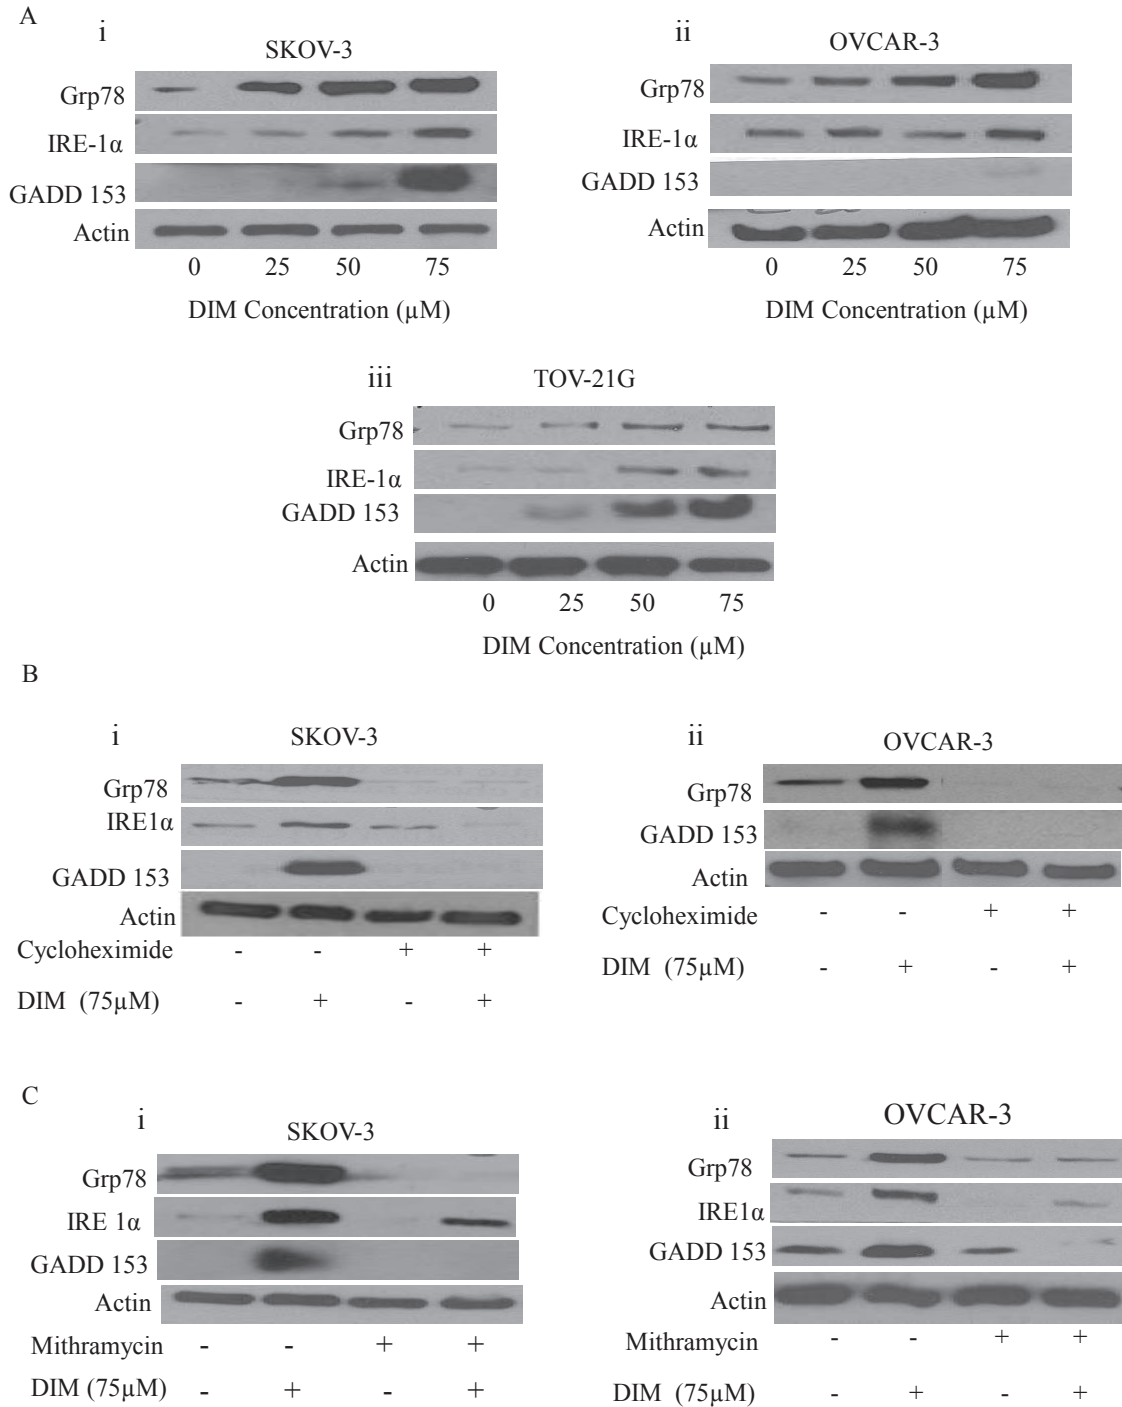 A
i
SKOV-3
Grp78
IRE-1α
GADD 153
Actin
0 25 50 75
DIM Concentration (µM)
ii
OVCAR-3
Grp78
IRE-1α
GADD 153
Actin
0 25 50 75
DIM Concentration (µM)
iii
TOV-21G
Grp78
IRE-1α
GADD 153
Actin
0 25 50 75
DIM Concentration (µM)
B
i
SKOV-3
Grp78
IRE1α
GADD 153
Actin
Cycloheximide - - + +
DIM (75µM) - + - +
ii
OVCAR-3
Grp78
GADD 153
Actin
Cycloheximide - - + +
DIM (75µM) - + - +
C
i
SKOV-3
Grp78
IRE 1α
GADD 153
Actin
Mithramycin - - + +
DIM (75µM) - + - +
ii
OVCAR-3
Grp78
IRE1α
GADD 153
Actin
Mithramycin - - + +
DIM (75µM) - + - +